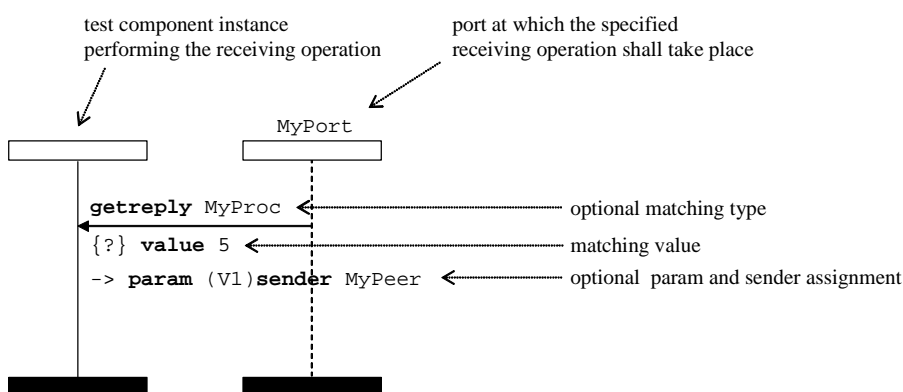 test component instance
performing the receiving operation
port at which the specified
receiving operation shall take place
MyPort
getreply MyProc
optional matching type
{?} value 5
matching value
-> param (V1)sender MyPeer
optional param and sender assignment